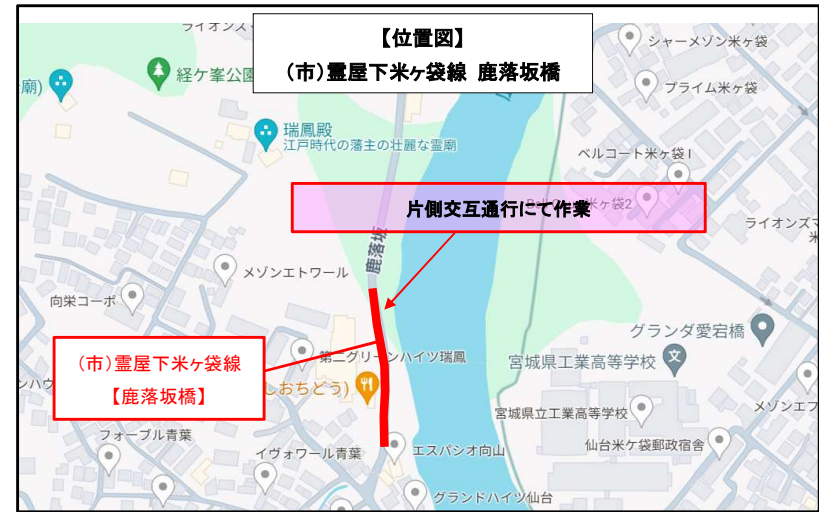 ライオンズ
【位置図】
(市)霊屋下米ヶ袋線 鹿落坂橋
シャーメゾン米ケ袋
経ケ峯公園
廟)
プライム米ヶ袋
瑞鳳殿
江戸時代の藩主の壮麗な霊廟
ベルコート米ヶ袋I
片側交互通行にて作業
米ヶ袋2
ライオンズマ
米
鹿落坂
メゾンエトワール
向栄コーポ
グランダ愛宕橋
(市)霊屋下米ヶ袋線
【鹿落坂橋】
第二グリーンハイツ瑞鳳
宮城県工業高等学校
ンハウ
しおちどう)
メゾンエフ
宮城県立工業高等学校
フォーブル青葉
イヴォワール青葉
エスパシオ向山
仙台米ケ袋郵政宿舎
グランドハイツ仙台